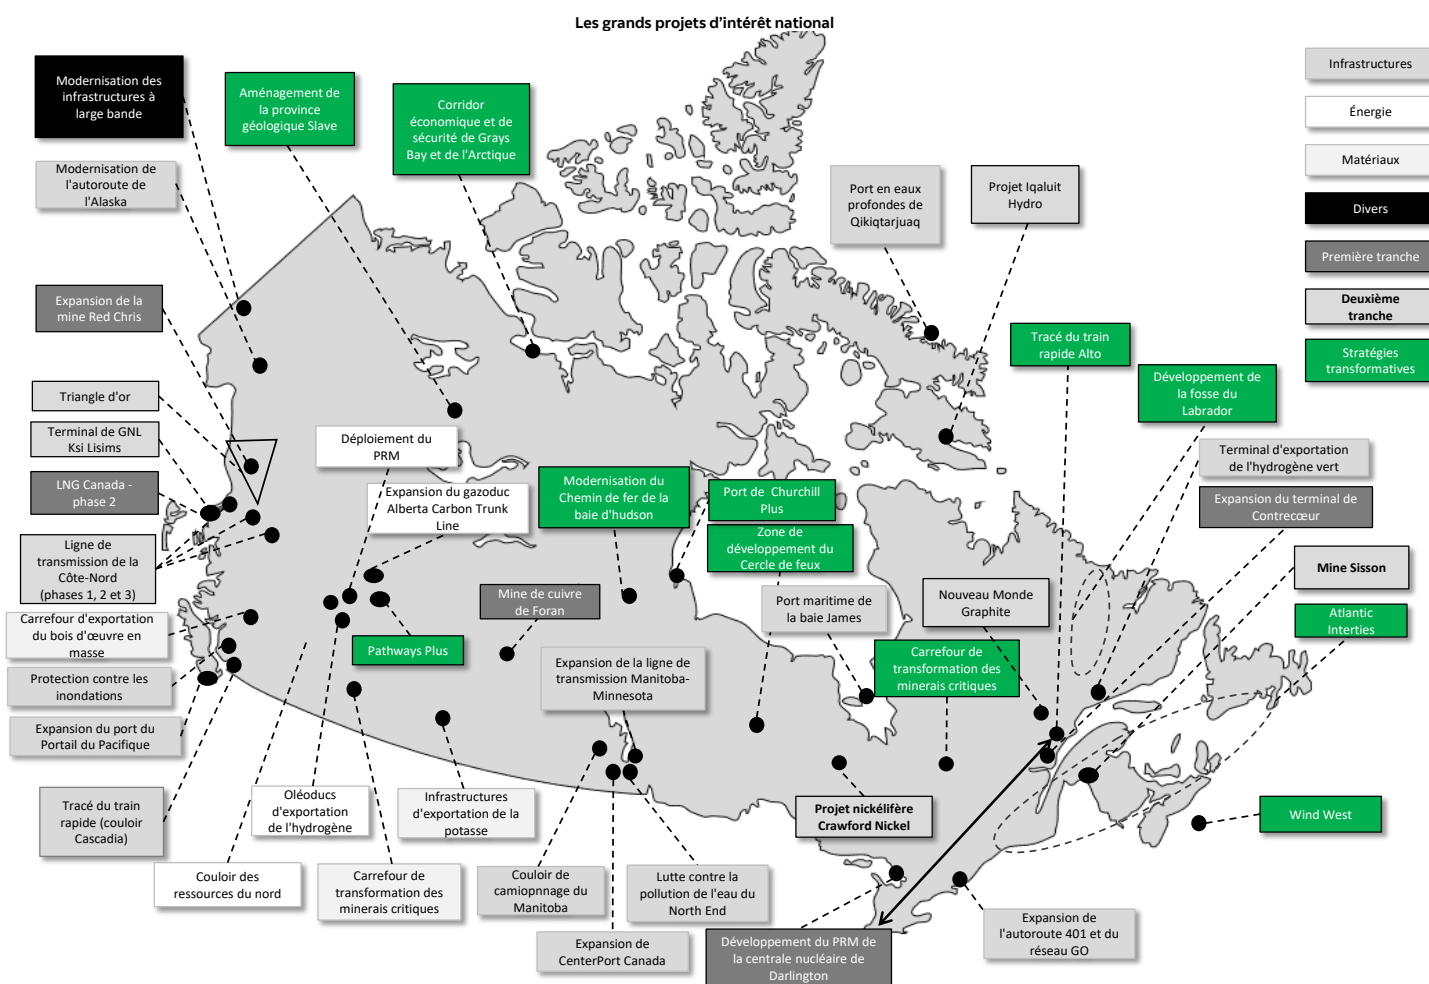 Les grands projets d'intérêt national
Modernisation des
infrastructures à
large bande
Aménagement de
la province
géologique Slave
Corridor
économique et de
sécurité de Grays
Bay et de l'Arctique
Infrastructures
Énergie
Matériaux
Divers
Première tranche
Deuxième
tranche
Stratégies
transformatives
Modernisation de
l'autoroute de
l'Alaska
Port en eaux
profondes de
Qikiqtarjuaq
Projet Iqaluit
Hydro
Expansion de la
mine Red Chris
Tracé du train
rapide Alto
Développement de
la fosse du
Labrador
Triangle d'or
Terminal de GNL
Ksi Lisims
LNG Canada -
phase 2
Déploiement du
PRM
Expansion du gazoduc
Alberta Carbon Trunk
Line
Modernisation du
Chemin de fer de la
baie d'hudson
Port de Churchill
Plus
Zone de
développement du
Cercle de feux
Terminal d'exportation
de l'hydrogène vert
Expansion du terminal de
Contrecœur
Ligne de
transmission de la
Côte-Nord
(phases 1, 2 et 3)
Mine de cuivre
de Foran
Port maritime de
la baie James
Nouveau Monde
Graphite
Mine Sisson
Atlantic
Interties
Carrefour d'exportation
du bois d'œuvre en
masse
Pathways Plus
Expansion de la ligne de
transmission Manitoba-
Minnesota
Carrefour de
transformation des
minerais critiques
Protection contre les
inondations
Expansion du port du
Portail du Pacifique
Tracé du train
rapide (couloir
Cascadia)
Oléoducs
d'exportation
de l'hydrogène
Infrastructures
d'exportation de la
potasse
Projet nickélifère
Crawford Nickel
Wind West
Couloir des
ressources du nord
Carrefour de
transformation des
minerais critiques
Couloir de
camiopnnage du
Manitoba
Lutte contre la
pollution de l'eau du
North End
Expansion de
CenterPort Canada
Développement du PRM de
la centrale nucléaire de
Darlington
Expansion de
l'autoroute 401 et du
réseau GO